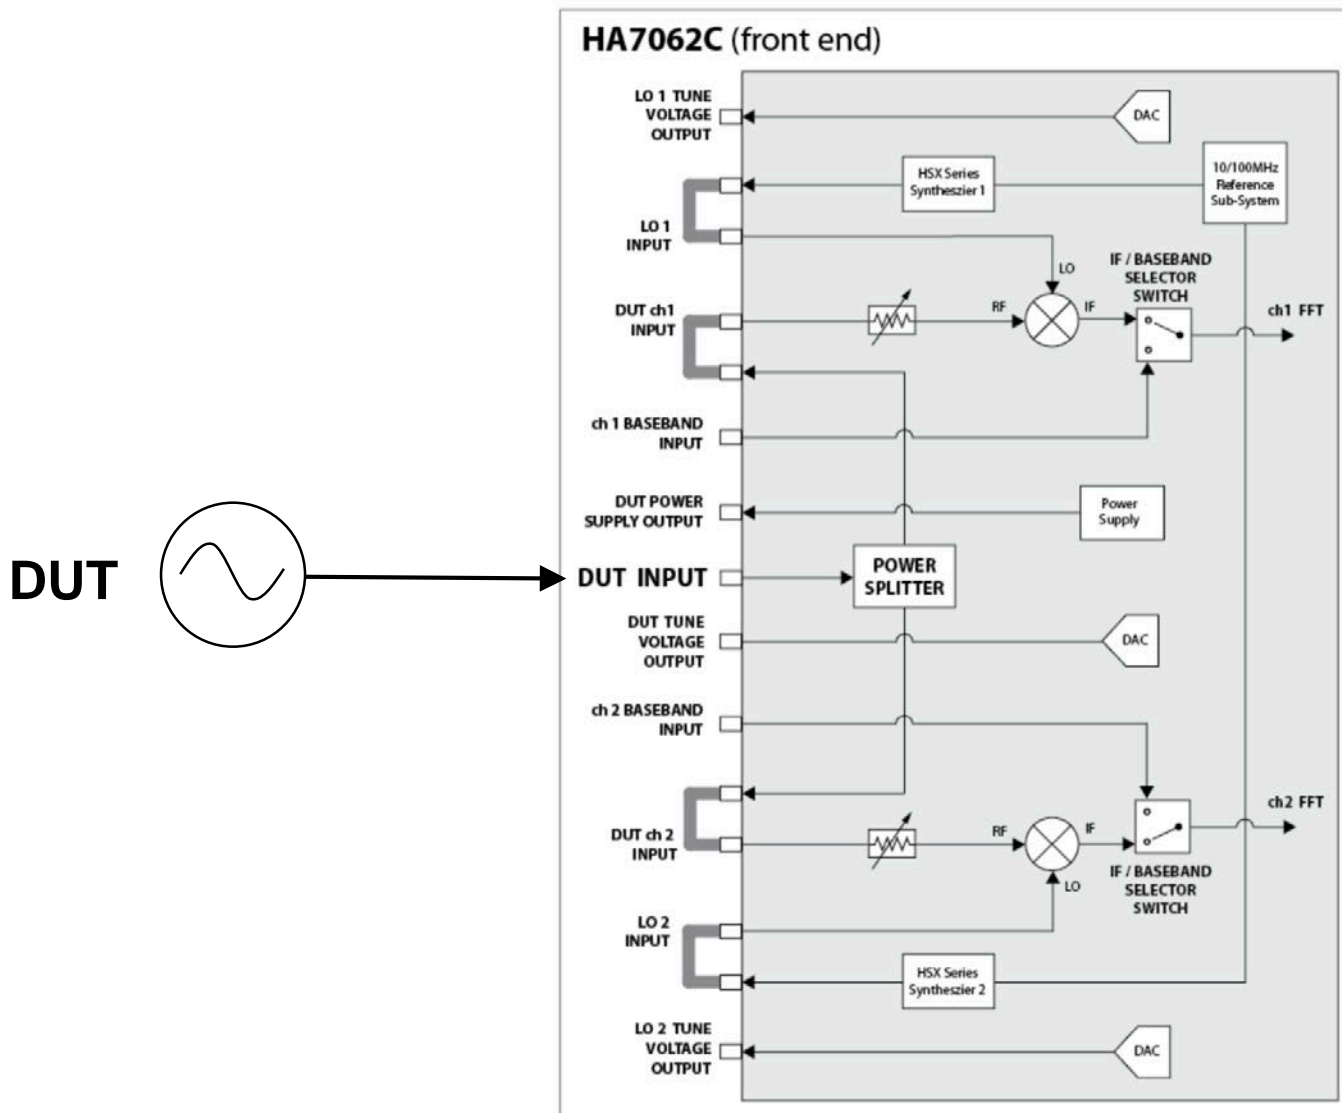 HA7062C (front end)
LO 1 TUNE
VOLTAGE
OUTPUT
DAC
HSX Series
Syntheszier 1
10/100MHz
Reference
Sub-System
LO 1
INPUT
LO
IF / BASEBAND
SELECTOR
SWITCH
DUT ch1
INPUT
RF
IF
ch1 FFT
ch 1 BASEBAND
INPUT
DUT POWER
SUPPLY OUTPUT
Power
Supply
DUT
DUT INPUT
POWER
SPLITTER
DUT TUNE
VOLTAGE
OUTPUT
DAC
ch 2 BASEBAND
INPUT
ch2 FFT
DUT ch 2
INPUT
RF
IF
LO
IF / BASEBAND
SELECTOR
SWITCH
LO 2
INPUT
HSX Series
Syntheszier 2
LO 2 TUNE
VOLTAGE
OUTPUT
DAC